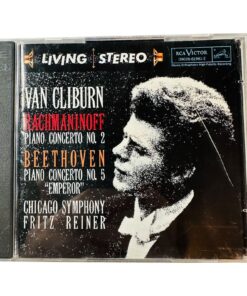 LIVING STEREO
RCA VICTOR
VAN CLIBURN
RACHMANINOFF
PIANO CONCERTO NO. 2
BEETHOVEN
PIANO CONCERTO NO. 5
"EMPEROR"
CHICAGO SYMPHONY
FRITZ REINER